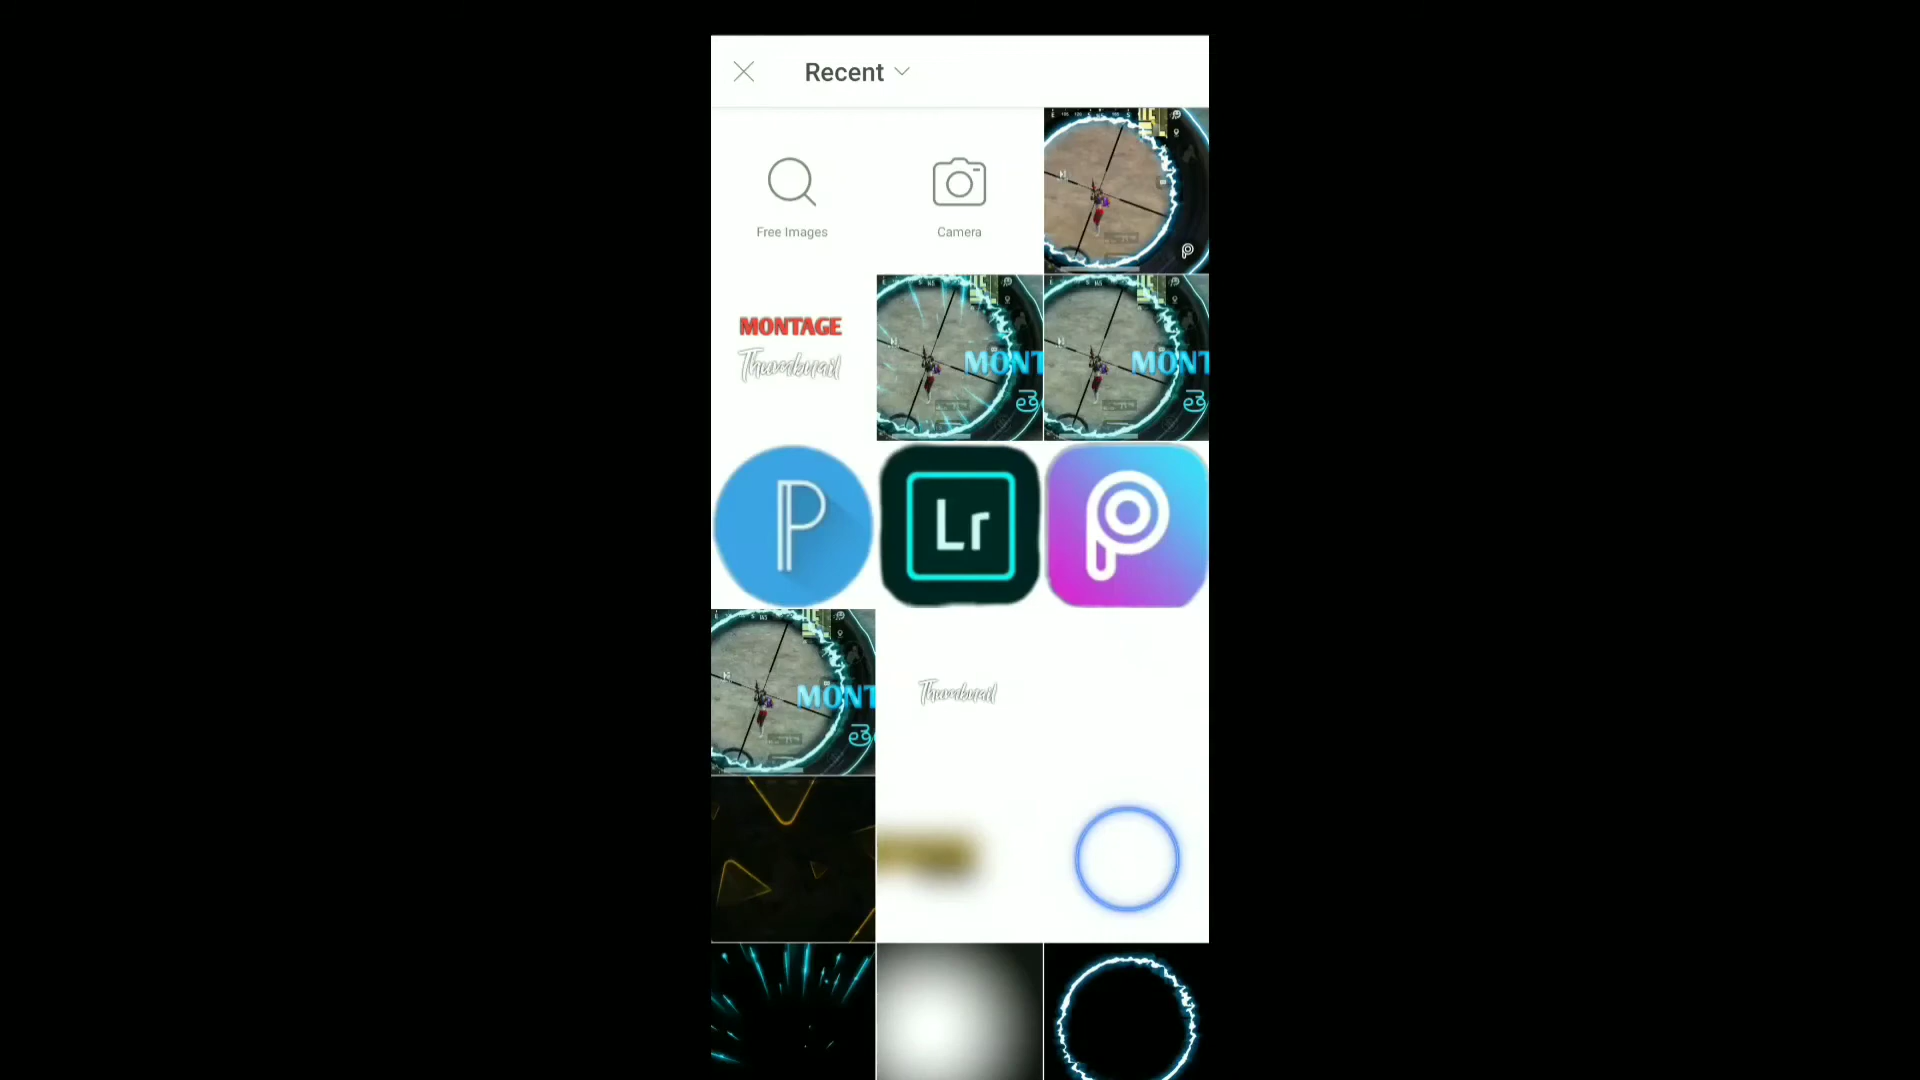 Recent
Free Images
Camera
MONTAGE
Thumbnail
MONT
తె
MONT
తె
P
Lr
P
MONT
తె
Thumbnail